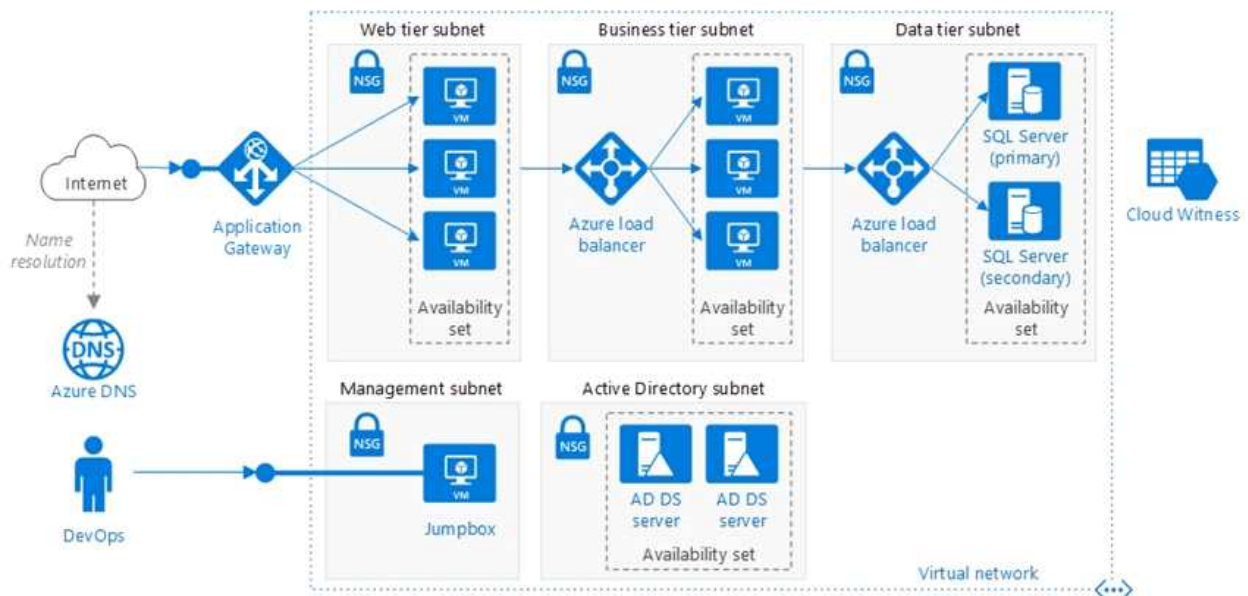 Web tier subnet
Business tier subnet
Data tier subnet
NSG
NSG
NSG
VM
VM
VM
VM
VM
VM
SQL Server
(primary)
SQL Server
(secondary)
Internet
Application
Gateway
Azure load
balancer
Azure load
balancer
Cloud Witness
Name
resolution
Availability
set
Availability
set
Availability
set
DNS
Azure DNS
Management subnet
Active Directory subnet
NSG
NSG
VM
Jumpbox
AD DS
server
AD DS
server
Availability set
DevOps
Virtual network